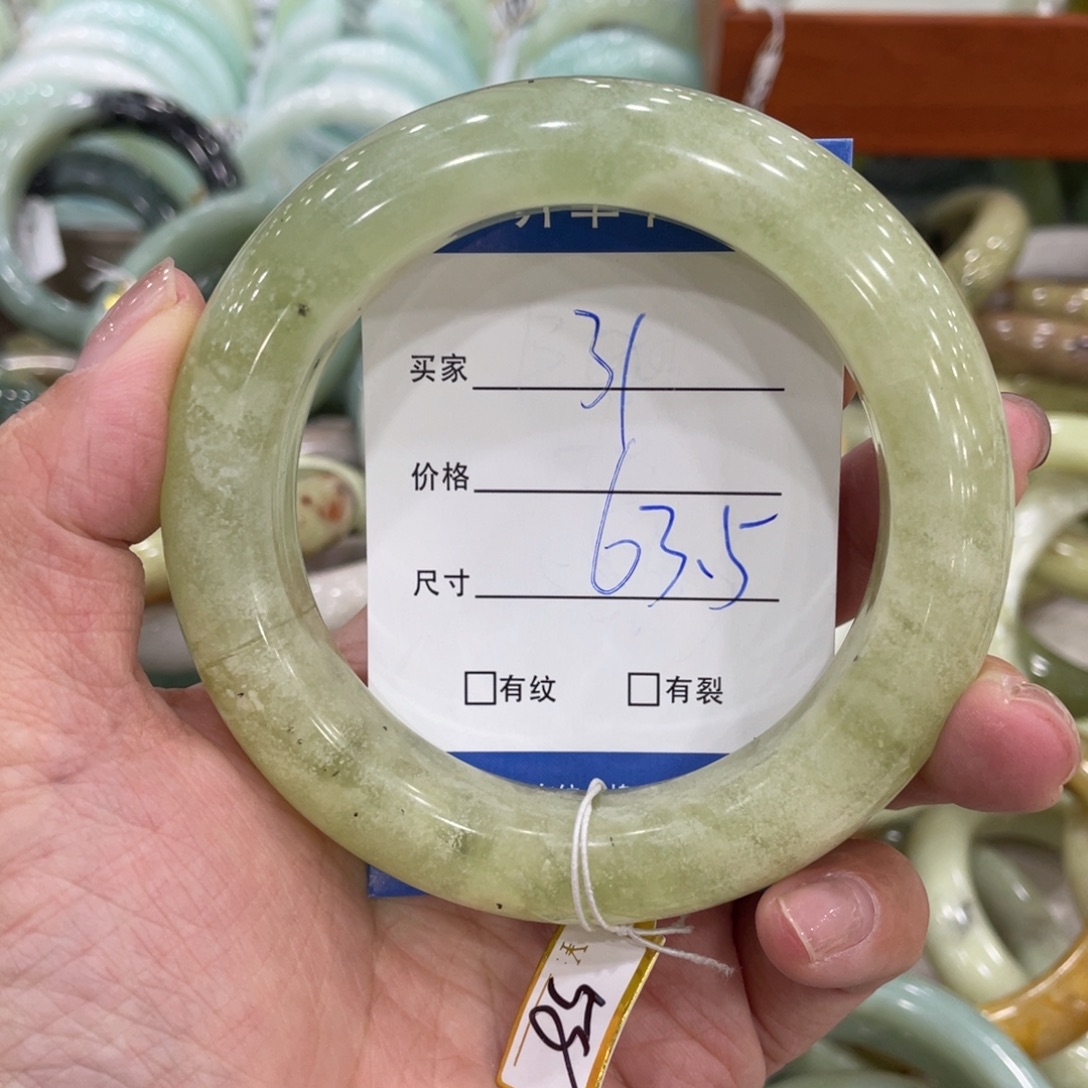 买家 31
价格
尺寸 63.5
□有纹 □有裂